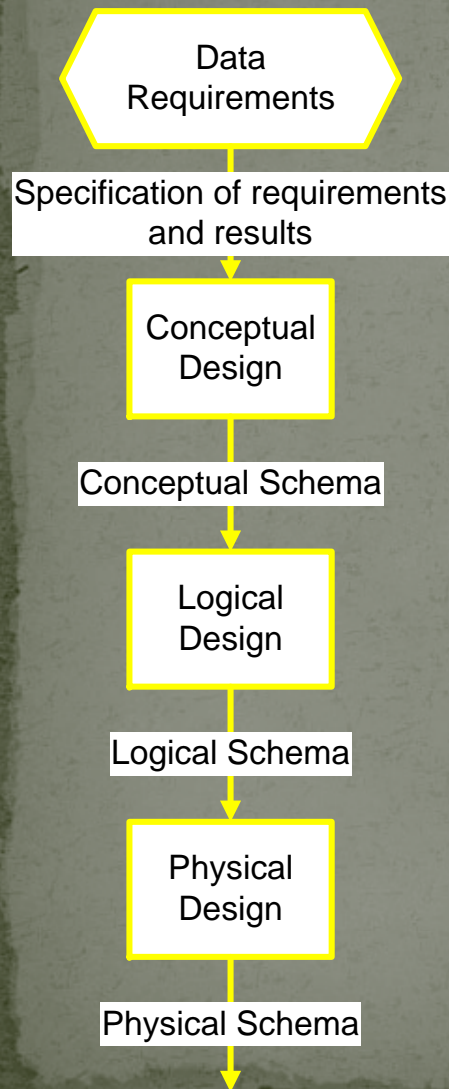 Data
Requirements
Specification of requirements
and results
Conceptual
Design
Conceptual Schema
Logical
Design
Logical Schema
Physical
Design
Physical Schema